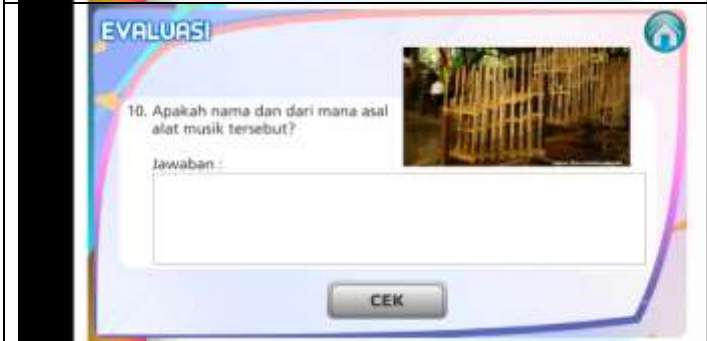 EVALUASI
10. Apakah nama dan dari mana asal
alat musik tersebut?
Jawaban :
CEK